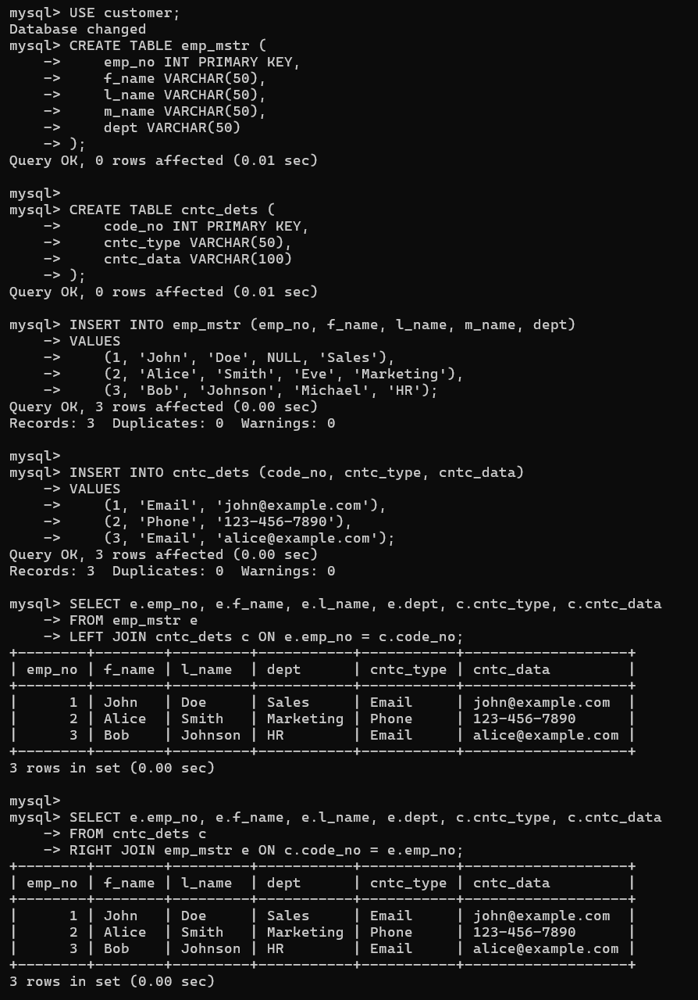 mysql> USE customer;
Database changed
mysql> CREATE TABLE emp_mstr (
    ->     emp_no INT PRIMARY KEY,
    ->     f_name VARCHAR(50),
    ->     l_name VARCHAR(50),
    ->     m_name VARCHAR(50),
    ->     dept VARCHAR(50)
    -> );
Query OK, 0 rows affected (0.01 sec)

mysql>
mysql> CREATE TABLE cntc_dets (
    ->     code_no INT PRIMARY KEY,
    ->     cntc_type VARCHAR(50),
    ->     cntc_data VARCHAR(100)
    -> );
Query OK, 0 rows affected (0.01 sec)

mysql> INSERT INTO emp_mstr (emp_no, f_name, l_name, m_name, dept)
    -> VALUES
    ->     (1, 'John', 'Doe', NULL, 'Sales'),
    ->     (2, 'Alice', 'Smith', 'Eve', 'Marketing'),
    ->     (3, 'Bob', 'Johnson', 'Michael', 'HR');
Query OK, 3 rows affected (0.00 sec)
Records: 3  Duplicates: 0  Warnings: 0

mysql>
mysql> INSERT INTO cntc_dets (code_no, cntc_type, cntc_data)
    -> VALUES
    ->     (1, 'Email', 'john@example.com'),
    ->     (2, 'Phone', '123-456-7890'),
    ->     (3, 'Email', 'alice@example.com');
Query OK, 3 rows affected (0.00 sec)
Records: 3  Duplicates: 0  Warnings: 0

mysql> SELECT e.emp_no, e.f_name, e.l_name, e.dept, c.cntc_type, c.cntc_data
    -> FROM emp_mstr e
    -> LEFT JOIN cntc_dets c ON e.emp_no = c.code_no;
+--------+--------+---------+-----------+-----------+-------------------+
| emp_no | f_name | l_name  | dept      | cntc_type | cntc_data         |
+--------+--------+---------+-----------+-----------+-------------------+
|      1 | John   | Doe     | Sales     | Email     | john@example.com  |
|      2 | Alice  | Smith   | Marketing | Phone     | 123-456-7890      |
|      3 | Bob    | Johnson | HR        | Email     | alice@example.com |
+--------+--------+---------+-----------+-----------+-------------------+
3 rows in set (0.00 sec)

mysql>
mysql> SELECT e.emp_no, e.f_name, e.l_name, e.dept, c.cntc_type, c.cntc_data
    -> FROM cntc_dets c
    -> RIGHT JOIN emp_mstr e ON c.code_no = e.emp_no;
+--------+--------+---------+-----------+-----------+-------------------+
| emp_no | f_name | l_name  | dept      | cntc_type | cntc_data         |
+--------+--------+---------+-----------+-----------+-------------------+
|      1 | John   | Doe     | Sales     | Email     | john@example.com  |
|      2 | Alice  | Smith   | Marketing | Phone     | 123-456-7890      |
|      3 | Bob    | Johnson | HR        | Email     | alice@example.com |
+--------+--------+---------+-----------+-----------+-------------------+
3 rows in set (0.00 sec)